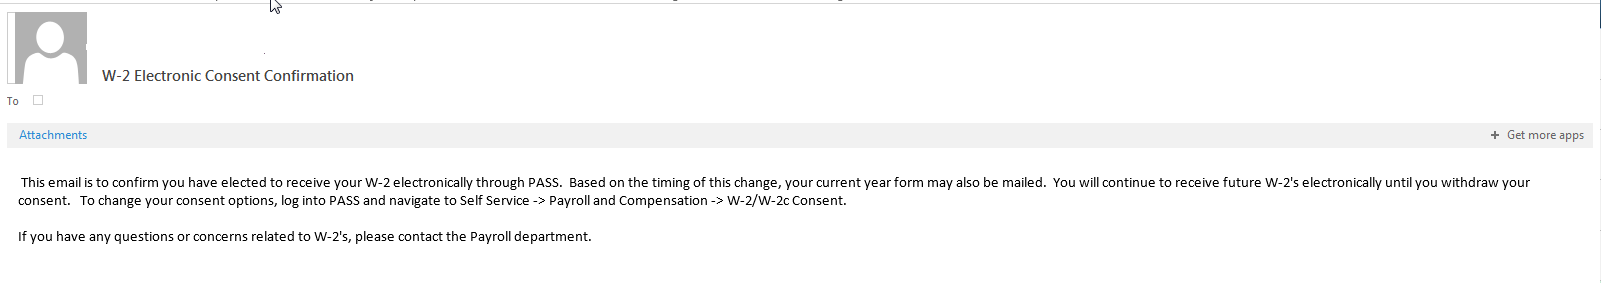 W-2 Electronic Consent Confirmation
To
Attachments
+ Get more apps
This email is to confirm you have elected to receive your W-2 electronically through PASS. Based on the timing of this change, your current year form may also be mailed. You will continue to receive future W-2's electronically until you withdraw your
consent. To change your consent options, log into PASS and navigate to Self Service -> Payroll and Compensation -> W-2/W-2c Consent.
If you have any questions or concerns related to W-2's, please contact the Payroll department.